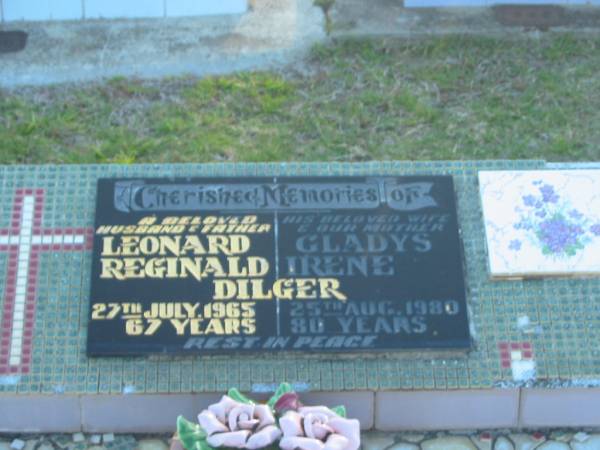 Cherished Memories of
A BELOVED
HUSBAND & FATHER
LEONARD
REGINALD
HIS BELOVED WIFE
& OUR MOTHER
GLADYS
IRENE
DILGER
27TH JULY, 1965
67 YEARS
25TH AUG. 1980
80 YEARS
REST IN PEACE